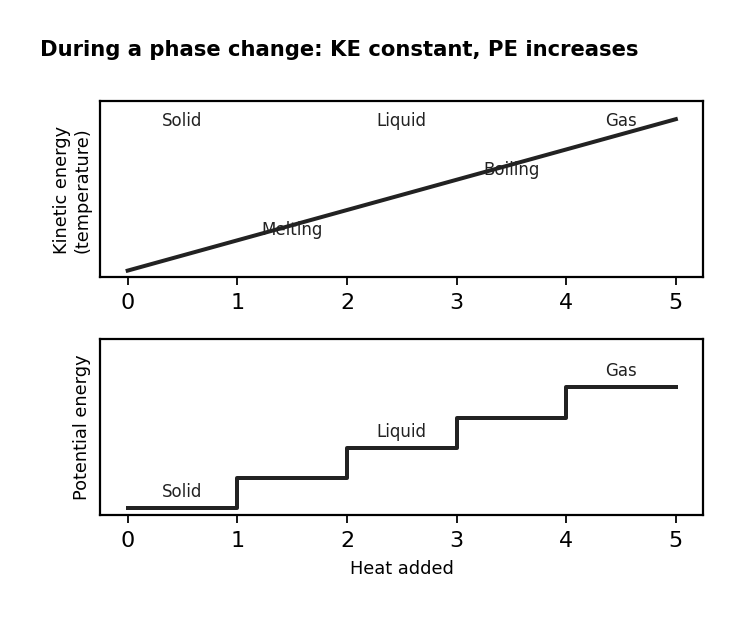 During a phase change: KE constant, PE increases
Kinetic energy
(temperature)
Solid
Liquid
Gas
Boiling
Melting
0 1 2 3 4 5
Potential energy
Gas
Liquid
Solid
0 1 2 3 4 5
Heat added